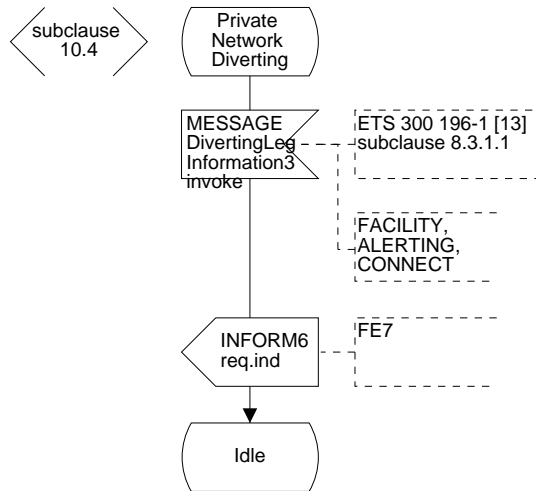 subclause
10.4
Private
Network
Diverting
MESSAGE
DivertingLeg
Information3
invoke
ETS 300 196-1 [13]
subclause 8.3.1.1
FACILITY,
ALERTING,
CONNECT
INFORM6
req.ind
FE7
Idle